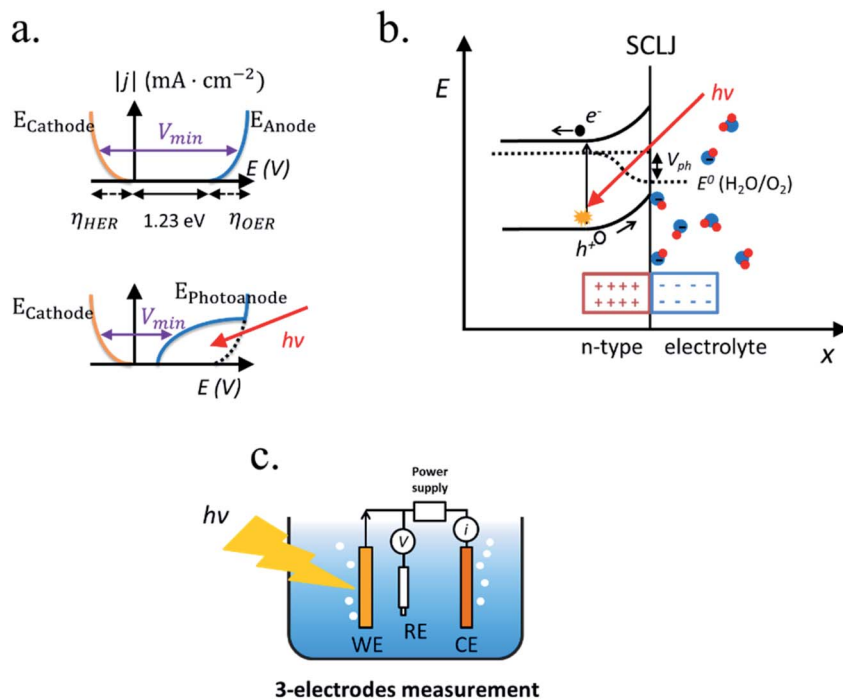 a.
|j| (mA · cm⁻²)
E_Cathode
V_min
E_Anode
E (V)
η_HER
1.23 eV
η_OER
E_Cathode
V_min
E_Photoanode
hν
E (V)
b.
SCLJ
E
e⁻
hν
V_ph
E⁰ (H₂O/O₂)
h⁺
+ + + +
+ + + +
- - - -
- - - -
n-type
electrolyte
x
c.
hν
Power
supply
V
i
WE
RE
CE
3-electrodes measurement